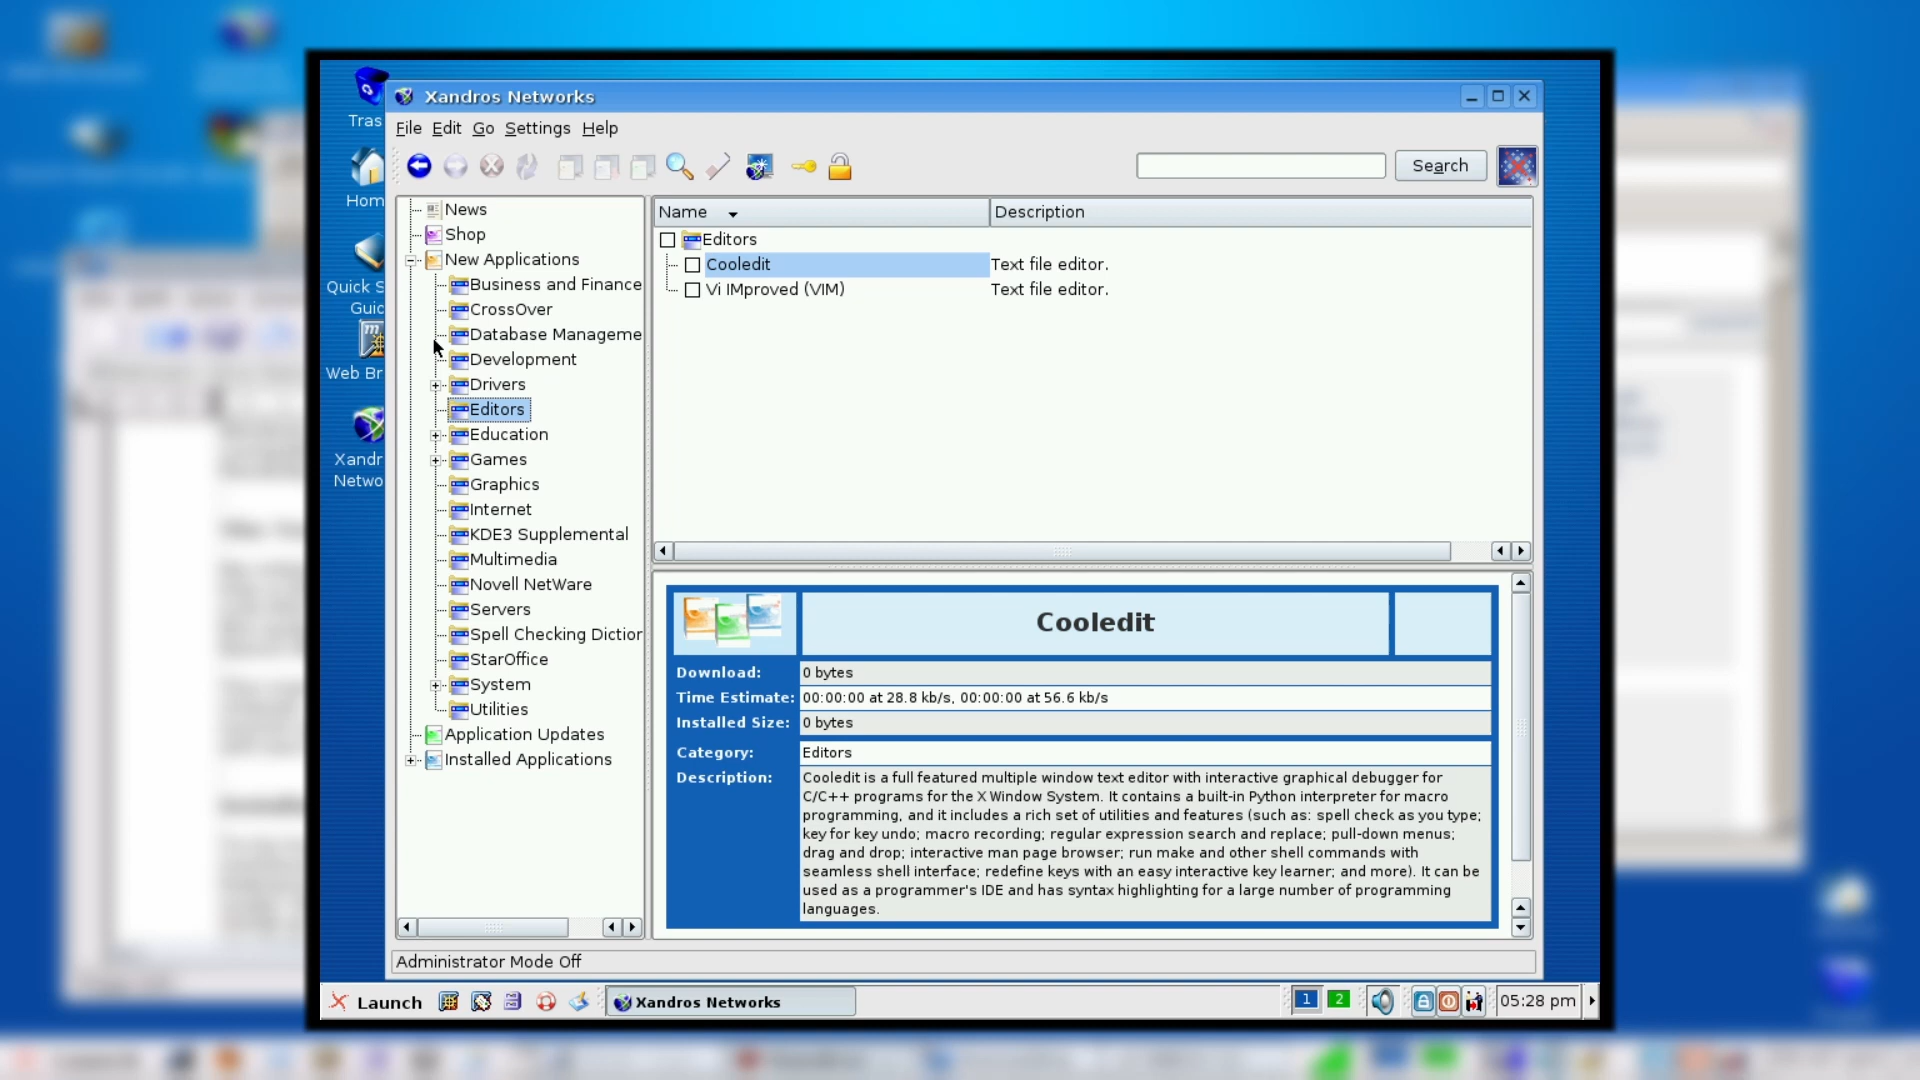 Xandros Networks
File Edit Go Settings Help
Search
Tras
Hom
Quick S
Guic
Web Br
Xandr
Netwo
News
Shop
New Applications
Business and Finance
CrossOver
Database Manageme
Development
Drivers
Editors
Education
Games
Graphics
Internet
KDE3 Supplemental
Multimedia
Novell NetWare
Servers
Spell Checking Diction
StarOffice
System
Utilities
Application Updates
Installed Applications
Name Description
Editors
Cooledit Text file editor.
Vi IMproved (VIM) Text file editor.
Cooledit
Download: 0 bytes
Time Estimate: 00:00:00 at 28.8 kb/s, 00:00:00 at 56.6 kb/s
Installed Size: 0 bytes
Category: Editors
Description: Cooledit is a full featured multiple window text editor with interactive graphical debugger for
C/C++ programs for the X Window System. It contains a built-in Python interpreter for macro
programming, and it includes a rich set of utilities and features (such as: spell check as you type;
key for key undo; macro recording; regular expression search and replace; pull-down menus;
drag and drop; interactive man page browser; run make and other shell commands with
seamless shell interface; redefine keys with an easy interactive key learner; and more). It can be
used as a programmer's IDE and has syntax highlighting for a large number of programming
languages.
Administrator Mode Off
Launch Xandros Networks 1 2 05:28 pm